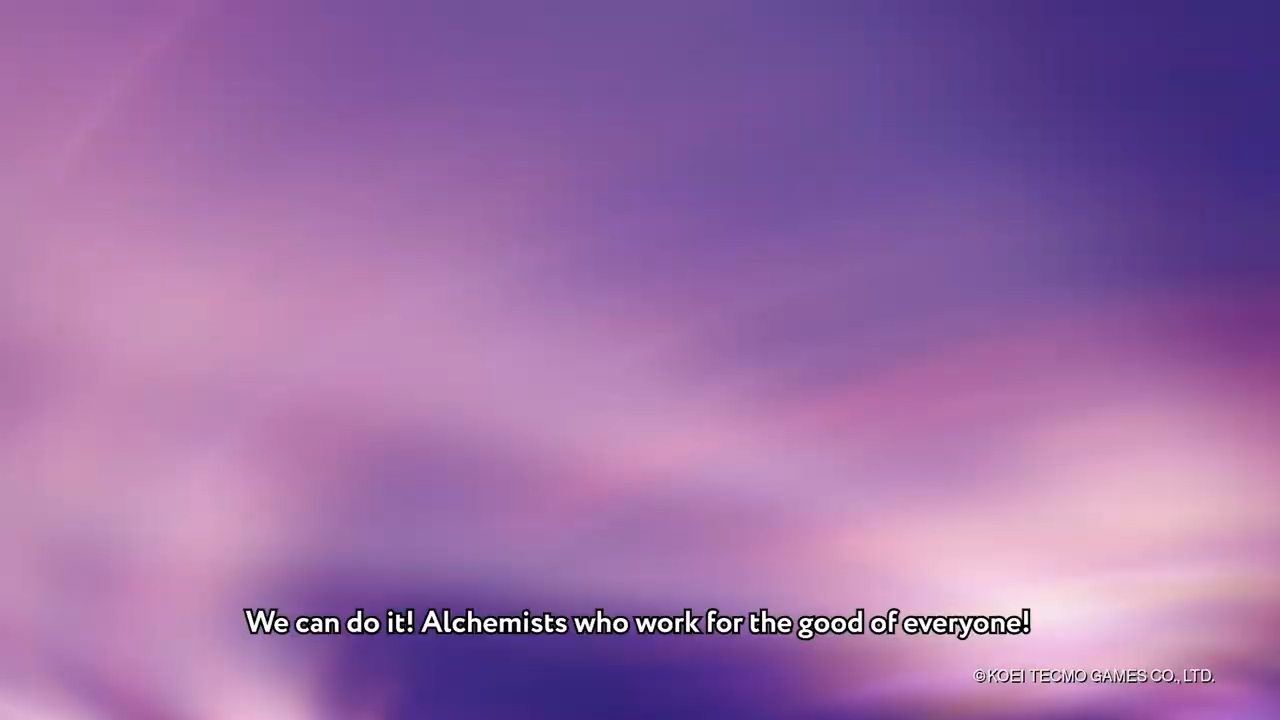 We can do it! Alchemists who work for the good of everyone!
©KOEI TECMO GAMES CO., LTD.